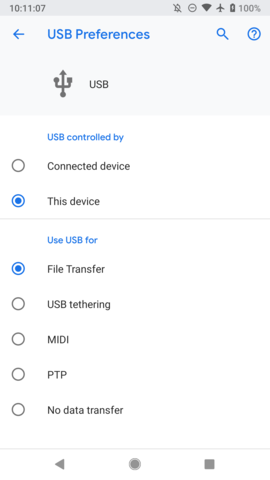 10:11:07 100%
USB Preferences
USB
USB controlled by
Connected device
This device
Use USB for
File Transfer
USB tethering
MIDI
PTP
No data transfer